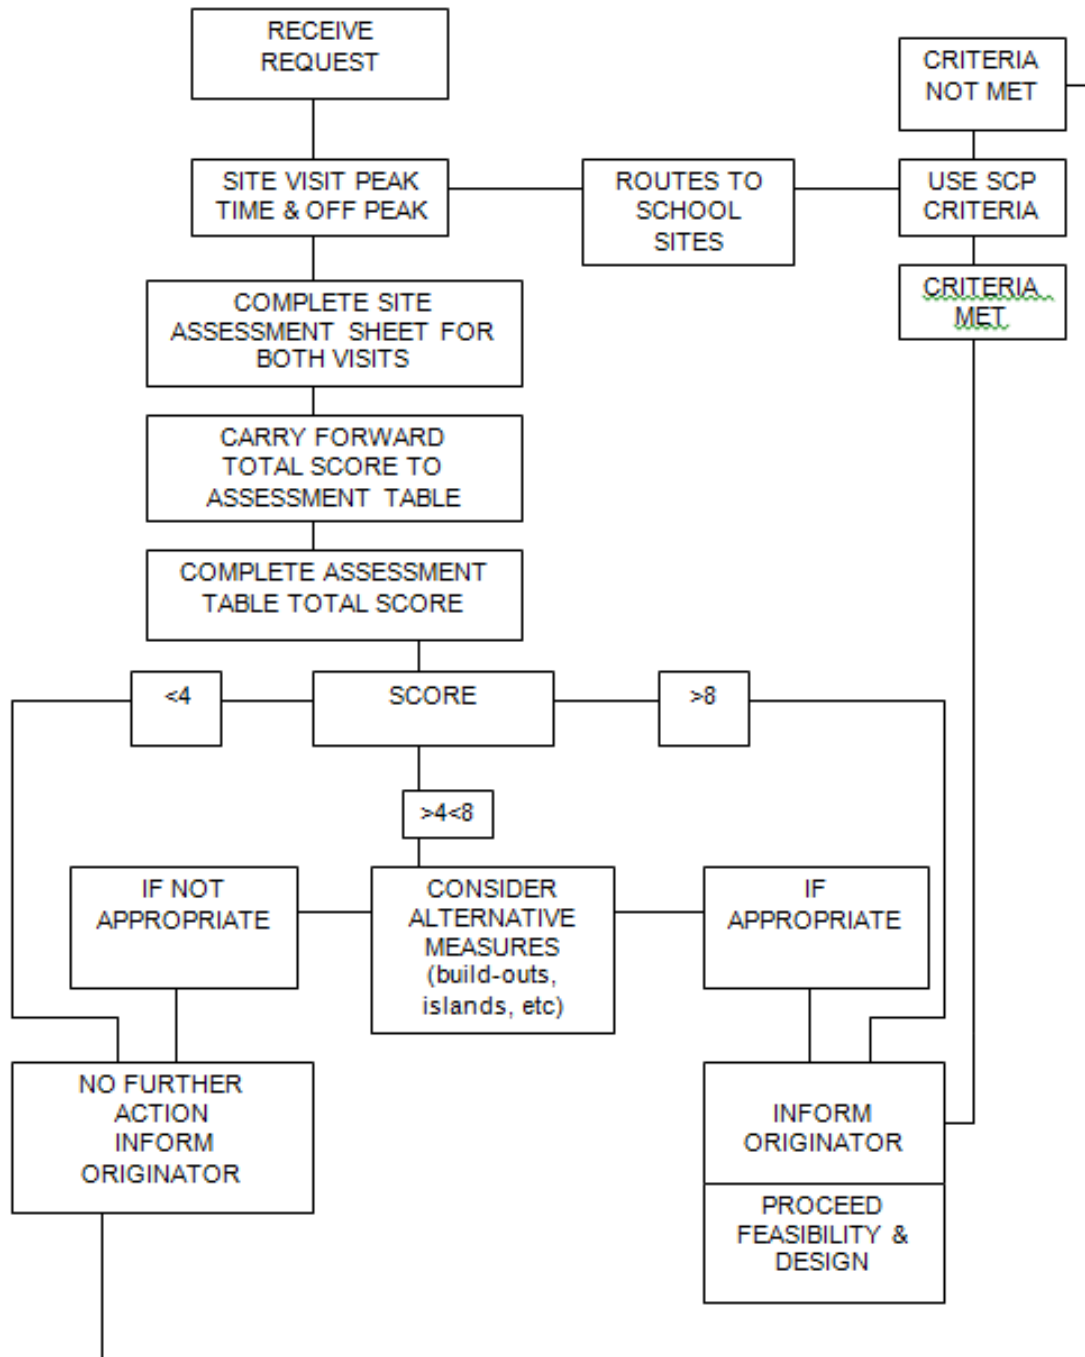 RECEIVE
REQUEST
CRITERIA
NOT MET
SITE VISIT PEAK
TIME & OFF PEAK
ROUTES TO
SCHOOL
SITES
USE SCP
CRITERIA
CRITERIA
MET
COMPLETE SITE
ASSESSMENT SHEET FOR
BOTH VISITS
CARRY FORWARD
TOTAL SCORE TO
ASSESSMENT TABLE
COMPLETE ASSESSMENT
TABLE TOTAL SCORE
<4
SCORE
>8
>4<8
IF NOT
APPROPRIATE
CONSIDER
ALTERNATIVE
MEASURES
(build-outs,
islands, etc)
IF
APPROPRIATE
NO FURTHER
ACTION
INFORM
ORIGINATOR
INFORM
ORIGINATOR
PROCEED
FEASIBILITY &
DESIGN